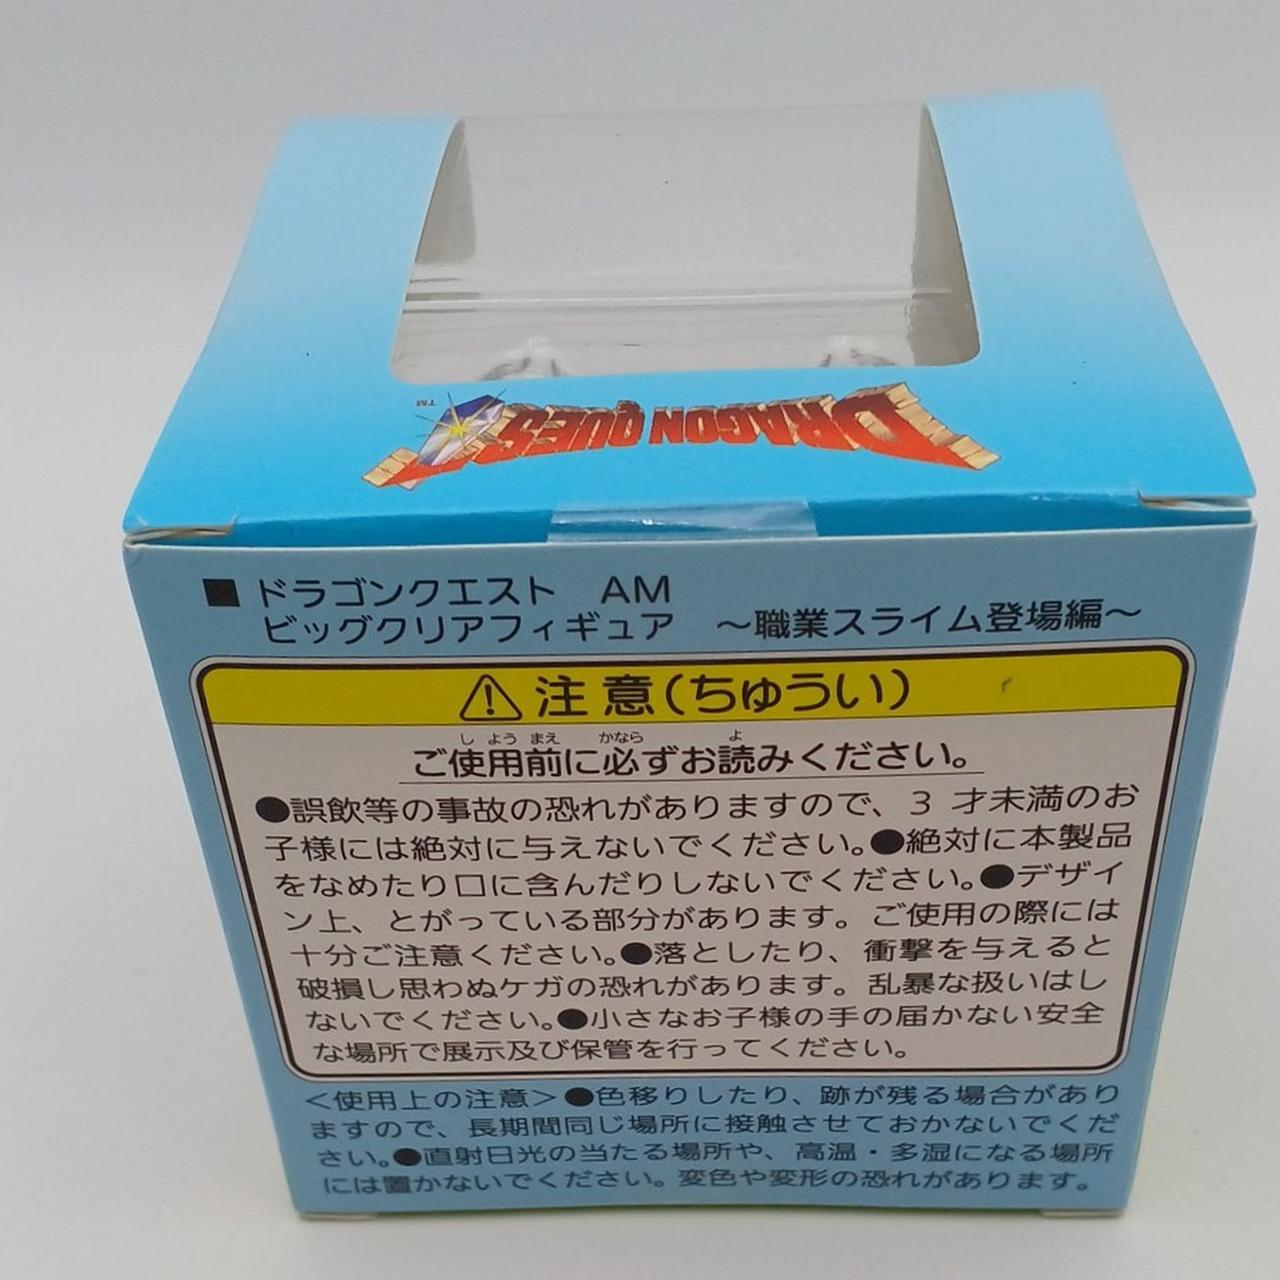 DRAGON QUEST
TM
■ ドラゴンクエスト AM
ビッグクリアフィギュア ～職業スライム登場編～
⚠ 注意(ちゅうい)
しよう まえ かなら よ
ご使用前に必ずお読みください。
●誤飲等の事故の恐れがありますので、3 才未満のお
子様には絶対に与えないでください。●絶対に本製品
をなめたり口に含んだりしないでください。●デザイ
ン上、とがっている部分があります。ご使用の際には
十分ご注意ください。●落としたり、衝撃を与えると
破損し思わぬケガの恐れがあります。乱暴な扱いはし
ないでください。●小さなお子様の手の届かない安全
な場所で展示及び保管を行ってください。
＜使用上の注意＞●色移りしたり、跡が残る場合があり
ますので、長期間同じ場所に接触させておかないでくだ
さい。●直射日光の当たる場所や、高温・多湿になる場所
には置かないでください。変色や変形の恐れがあります。